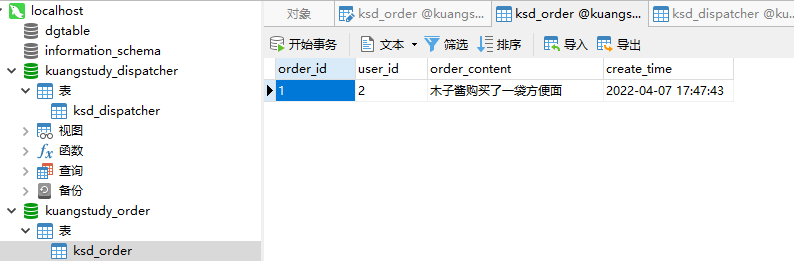 localhost
dgtable
information_schema
kuangstudy_dispatcher
表
ksd_dispatcher
视图
fx 函数
查询
备份
kuangstudy_order
表
ksd_order
对象 ksd_order @kuangs... ksd_order @kuangs... ksd_dispatcher @ku...
开始事务 文本 筛选 排序 导入 导出
order_id user_id order_content create_time
1 2 木子酱购买了一袋方便面 2022-04-07 17:47:43